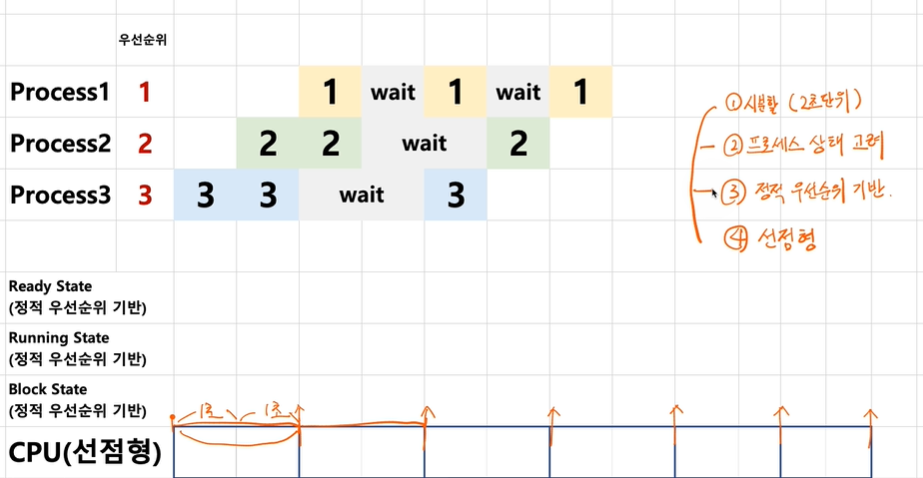 우선순위
Process1 1 1 wait 1 wait 1
Process2 2 2 2 wait 2
Process3 3 3 3 wait 3
① 시분할 (2초단위)
② 프로세스 상태 고려
③ 정적 우선순위 기반.
④ 선점형
Ready State
(정적 우선순위 기반)
Running State
(정적 우선순위 기반)
Block State
(정적 우선순위 기반)
1초 1초
CPU(선점형)